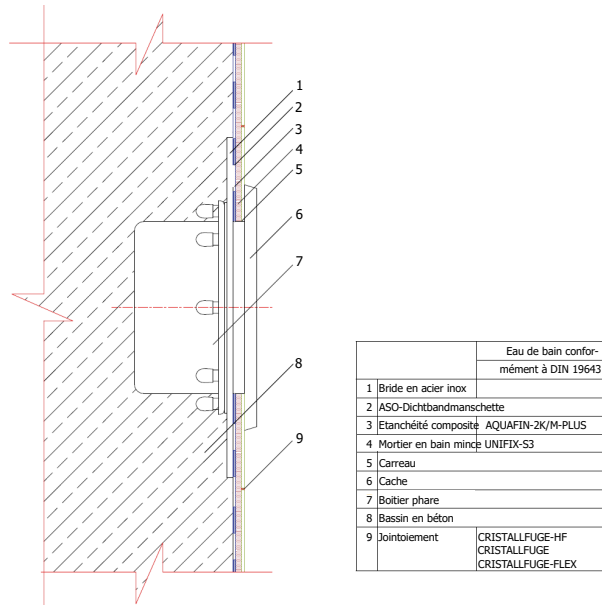 1
2
3
4
5
6
7
8
9
Eau de bain confor-
mément à DIN 19643
1 Bride en acier inox
2 ASO-Dichtbandmanschette
3 Etanchéité composite AQUAFIN-2K/M-PLUS
4 Mortier en bain mince UNIFIX-S3
5 Carreau
6 Cache
7 Boitier phare
8 Bassin en béton
9 Jointoiement CRISTALLFUGE-HF
CRISTALLFUGE
CRISTALLFUGE-FLEX